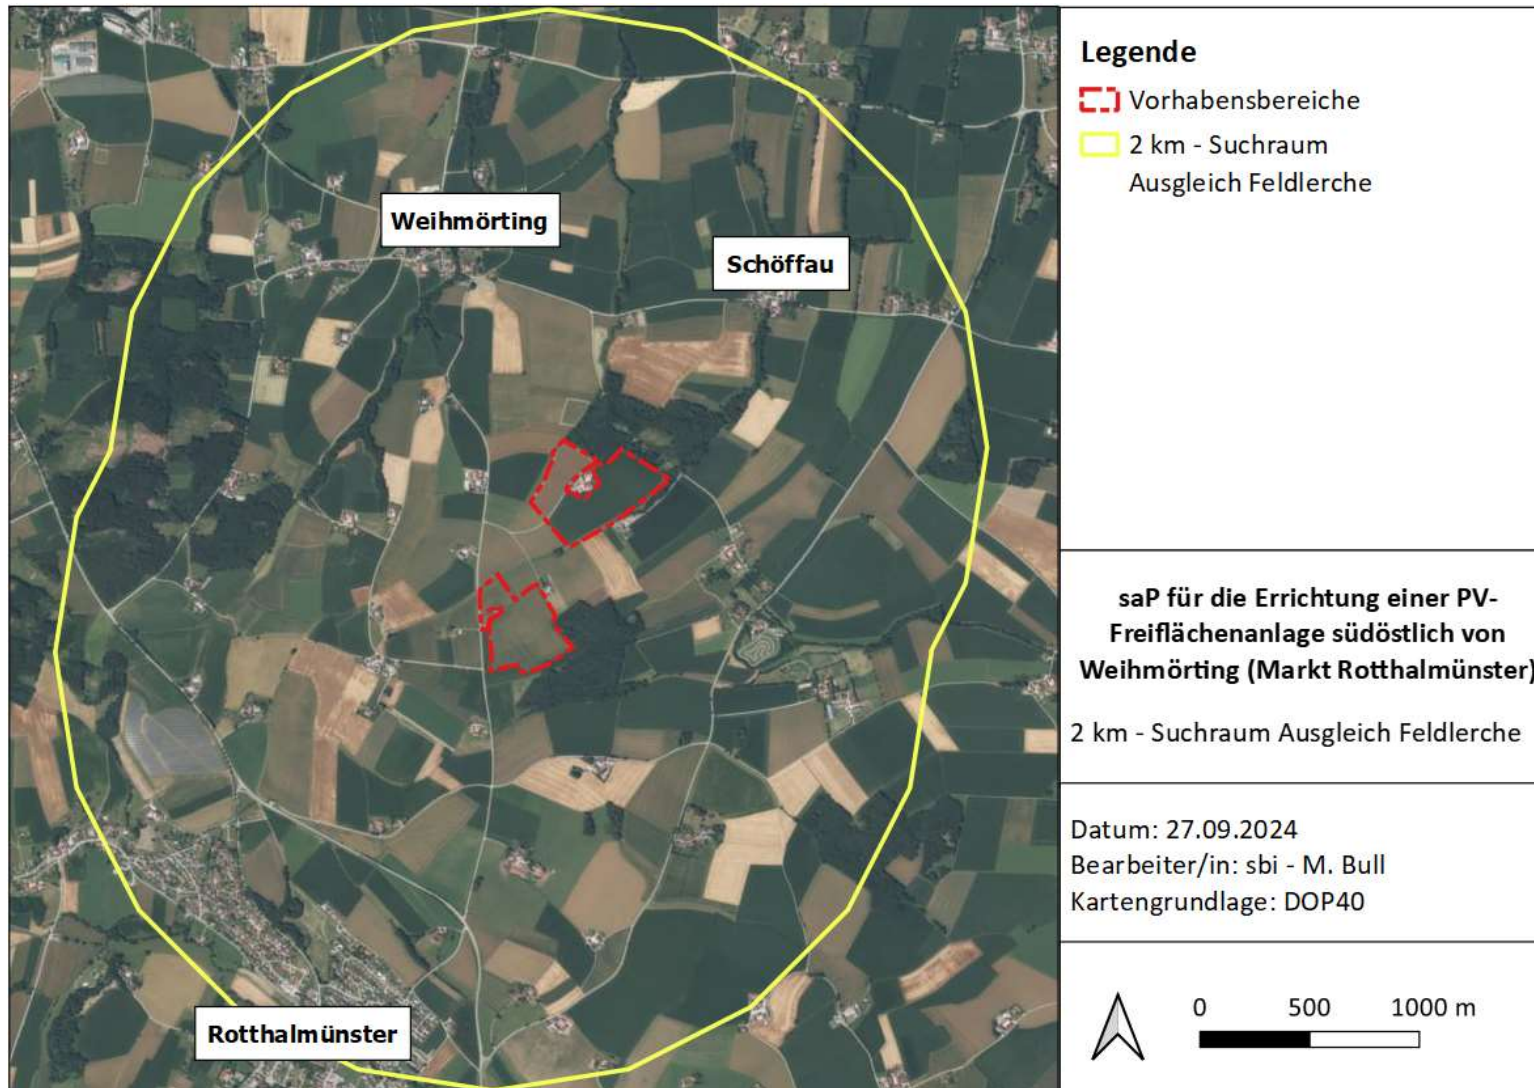 Weihmörting
Schöffau
Rotthalmünster
Legende
Vorhabensbereiche
2 km - Suchraum
Ausgleich Feldlerche
saP für die Errichtung einer PV-
Freiflächenanlage südöstlich von
Weihmörting (Markt Rotthalmünster)
2 km - Suchraum Ausgleich Feldlerche
Datum: 27.09.2024
Bearbeiter/in: sbi - M. Bull
Kartengrundlage: DOP40
0 500 1000 m